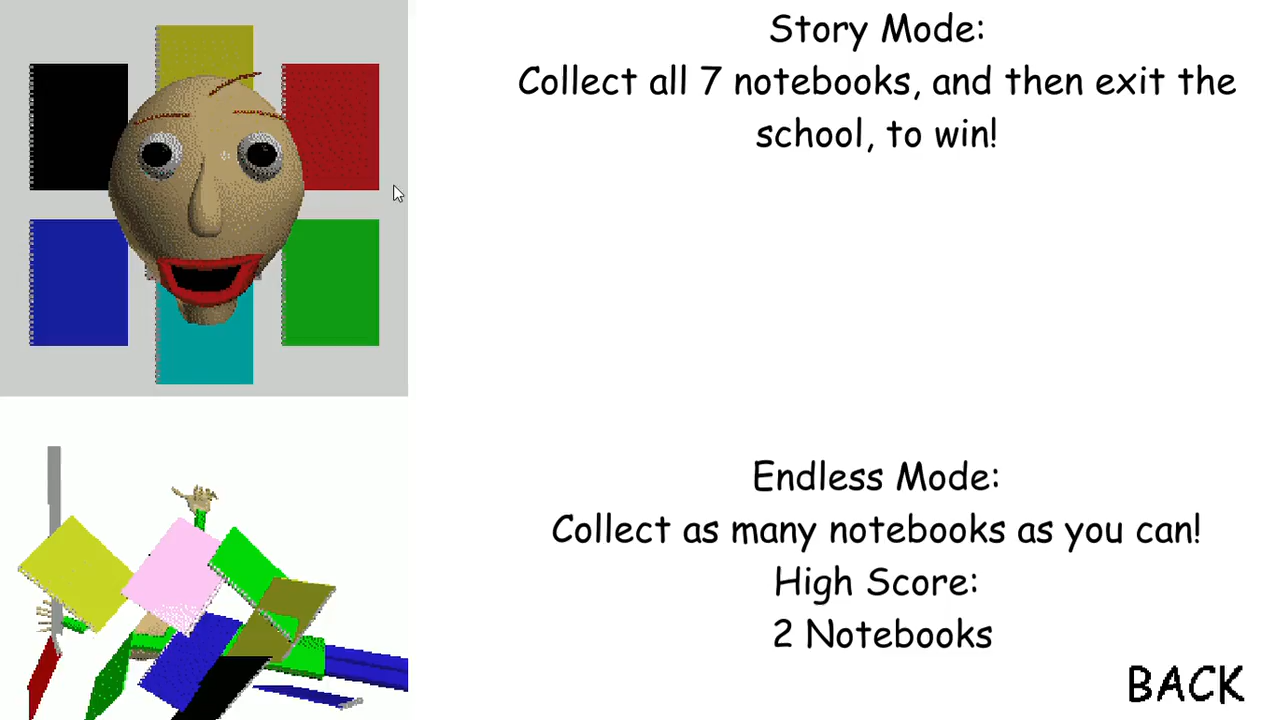 Story Mode:
Collect all 7 notebooks, and then exit the
school, to win!
Endless Mode:
Collect as many notebooks as you can!
High Score:
2 Notebooks
BACK